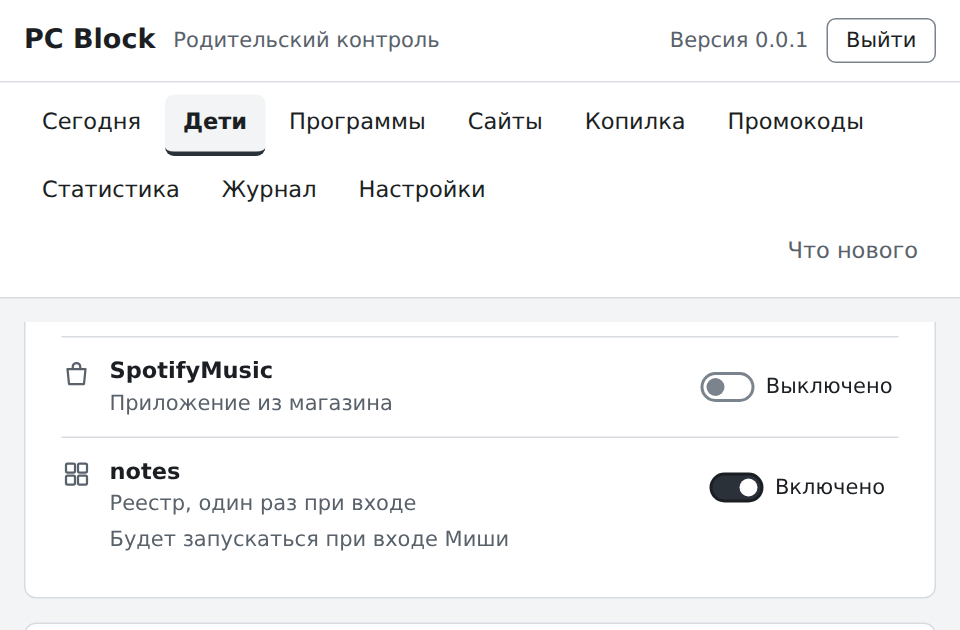 PC Block Родительский контроль Версия 0.0.1 Выйти
Сегодня Дети Программы Сайты Копилка Промокоды
Статистика Журнал Настройки
Что нового
SpotifyMusic
Приложение из магазина
Выключено
notes
Реестр, один раз при входе
Включено
Будет запускаться при входе Миши